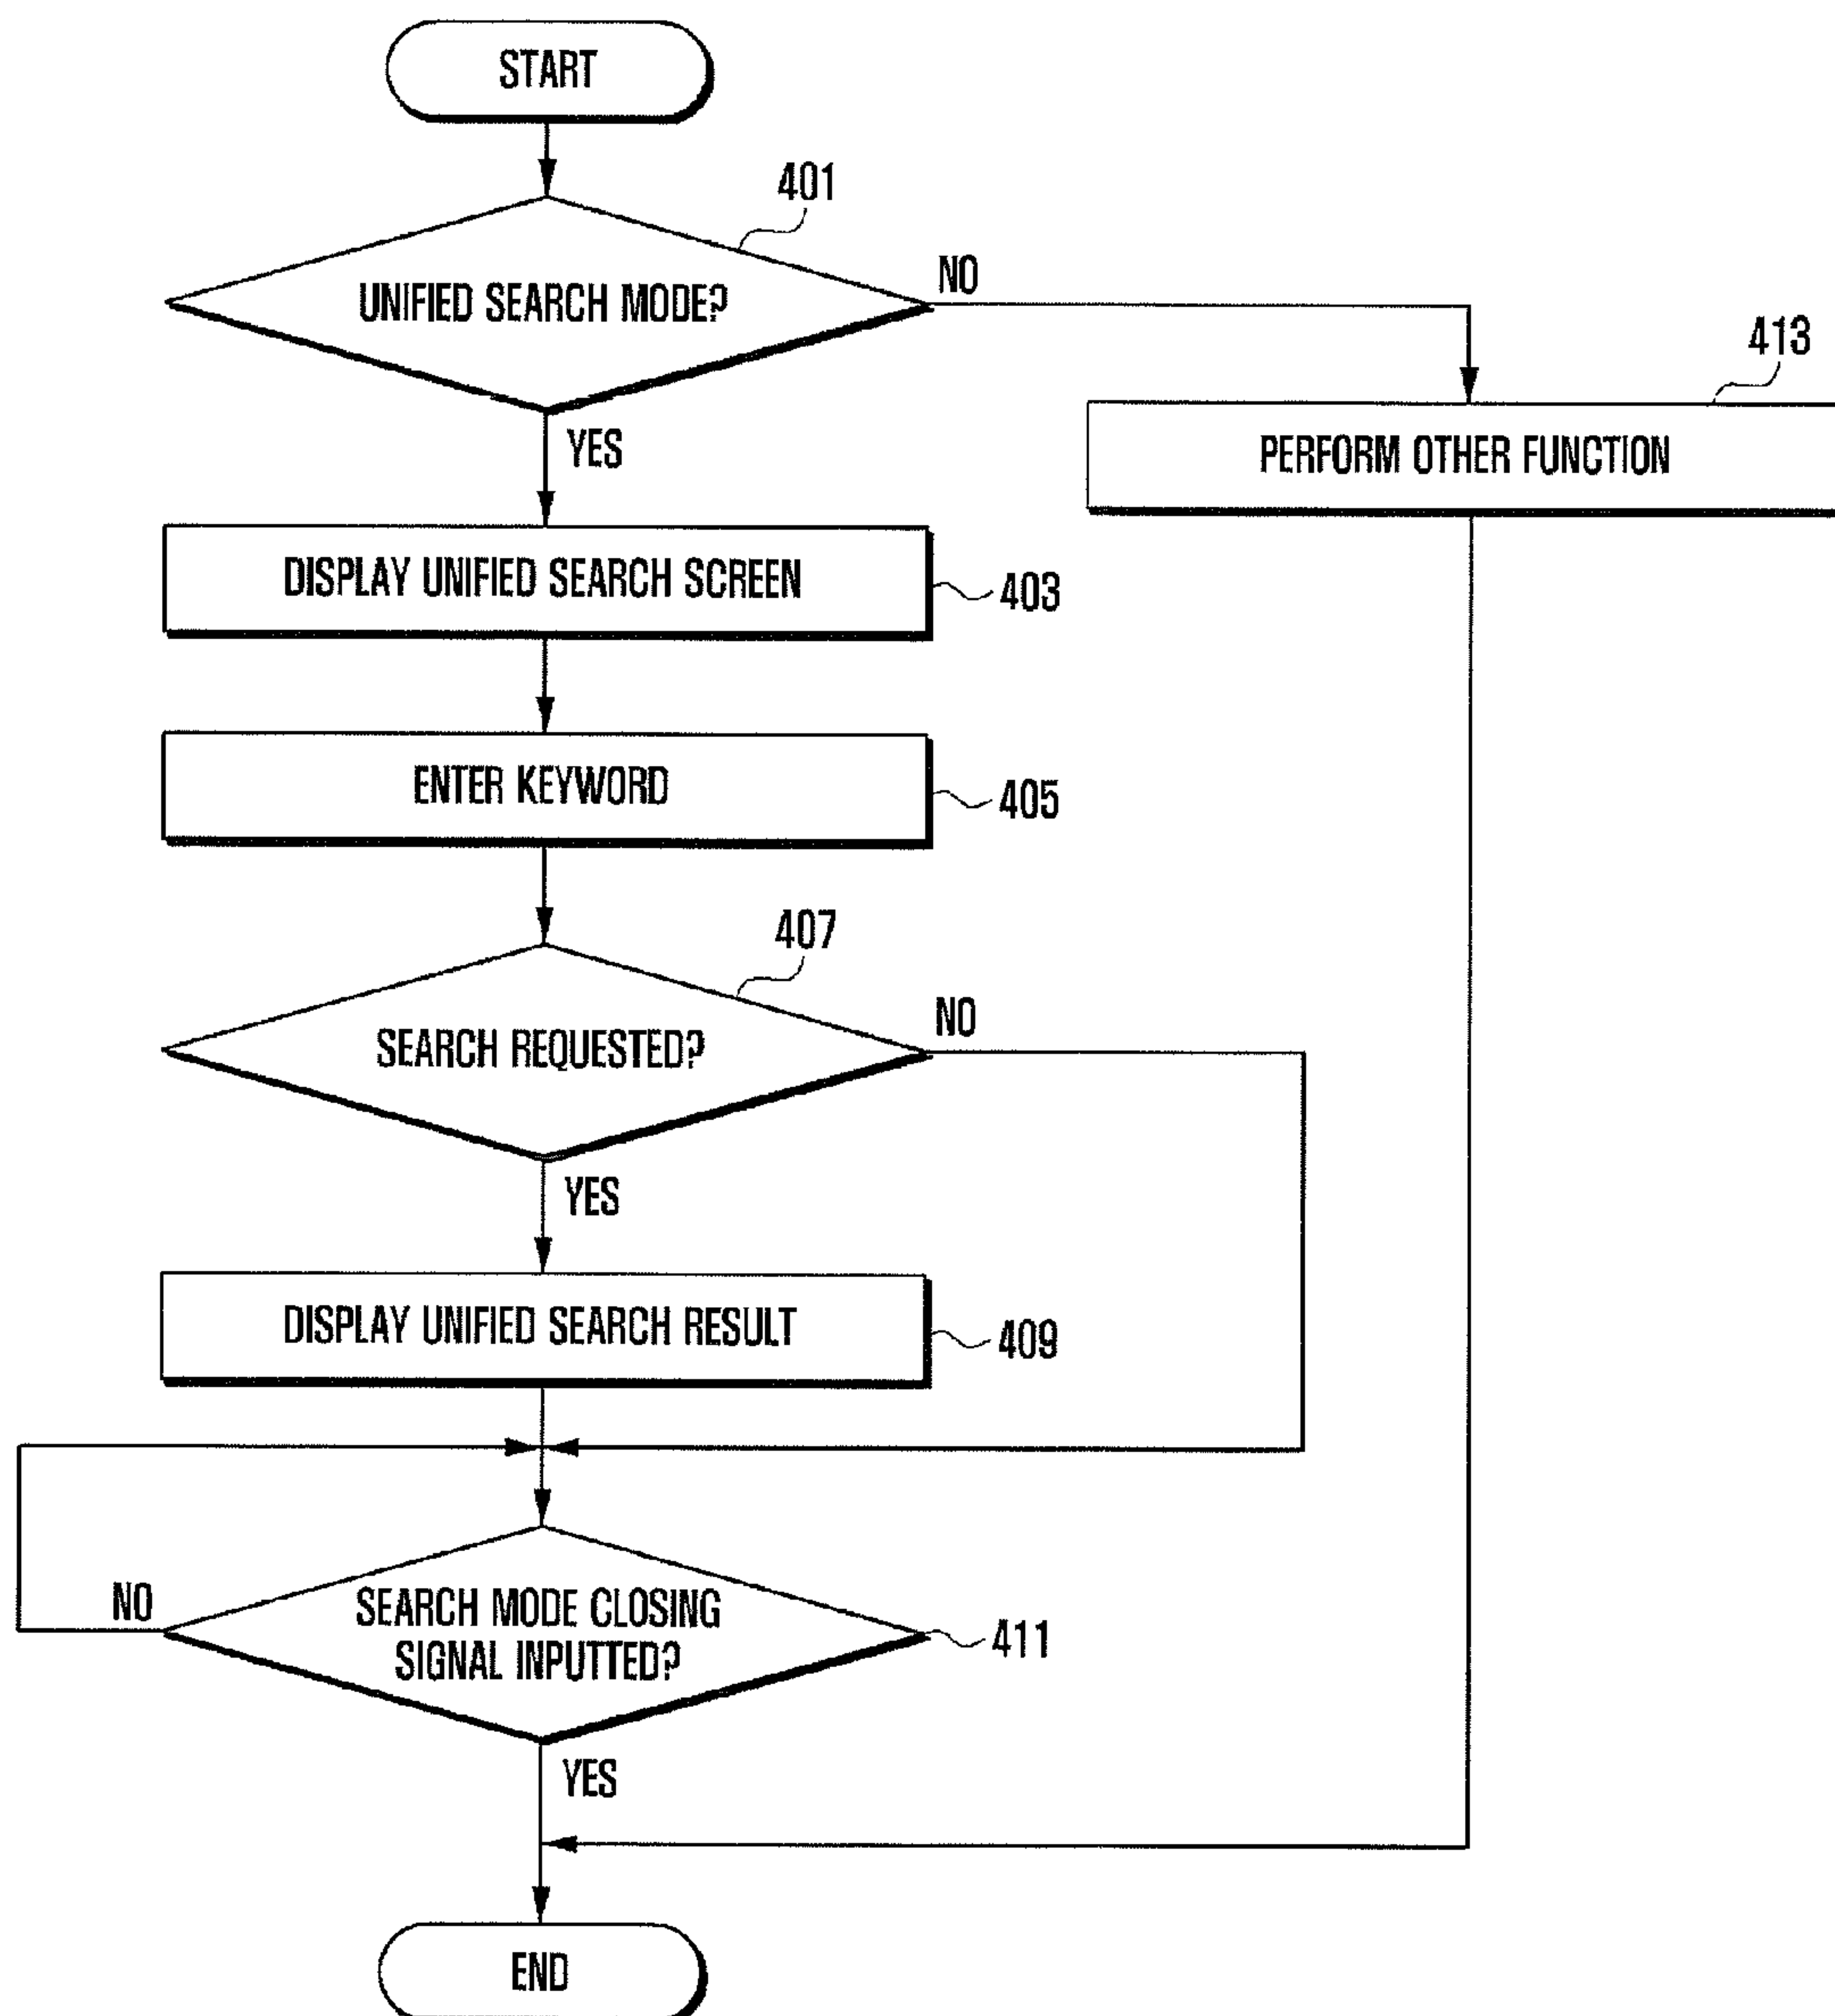 START
401
UNIFIED SEARCH MODE?
NO
413
PERFORM OTHER FUNCTION
YES
DISPLAY UNIFIED SEARCH SCREEN
403
ENTER KEYWORD
405
407
SEARCH REQUESTED?
NO
YES
DISPLAY UNIFIED SEARCH RESULT
409
NO
SEARCH MODE CLOSING
SIGNAL INPUTTED?
411
YES
END